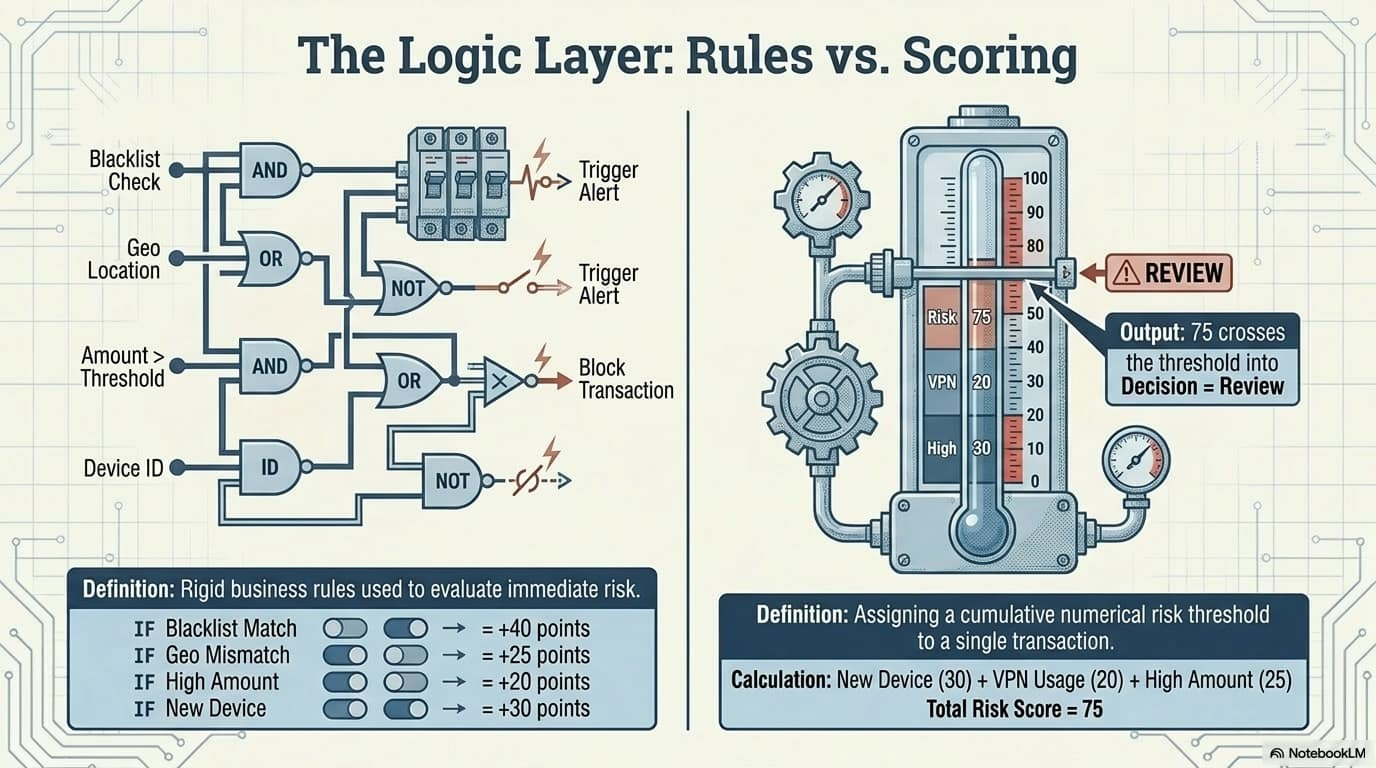 The Logic Layer: Rules vs. Scoring
Blacklist
Check
Geo
Location
Amount >
Threshold
Device ID
AND
OR
AND
ID
NOT
OR
X
NOT
Trigger
Alert
Trigger
Alert
Block
Transaction
Definition: Rigid business rules used to evaluate immediate risk.
IF Blacklist Match → = +40 points
IF Geo Mismatch → = +25 points
IF High Amount → = +20 points
IF New Device → = +30 points
100
90
80
50
40
30
20
10
0
Risk 75
VPN 20
High 30
REVIEW
Output: 75 crosses
the threshold into
Decision = Review
Definition: Assigning a cumulative numerical risk threshold
to a single transaction.
Calculation: New Device (30) + VPN Usage (20) + High Amount (25)
Total Risk Score = 75
NotebookLM